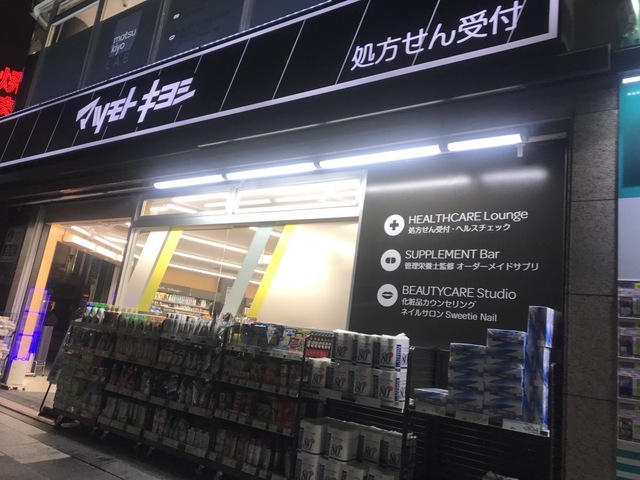 matsu
kiyo
LAB
処方せん受付
マツモトキヨシ
HEALTHCARE Lounge
処方せん受付・ヘルスチェック
SUPPLEMENT Bar
管理栄養士監修 オーダーメイドサプリ
BEAUTYCARE Studio
化粧品カウンセリング
ネイルサロン Sweetie Nail